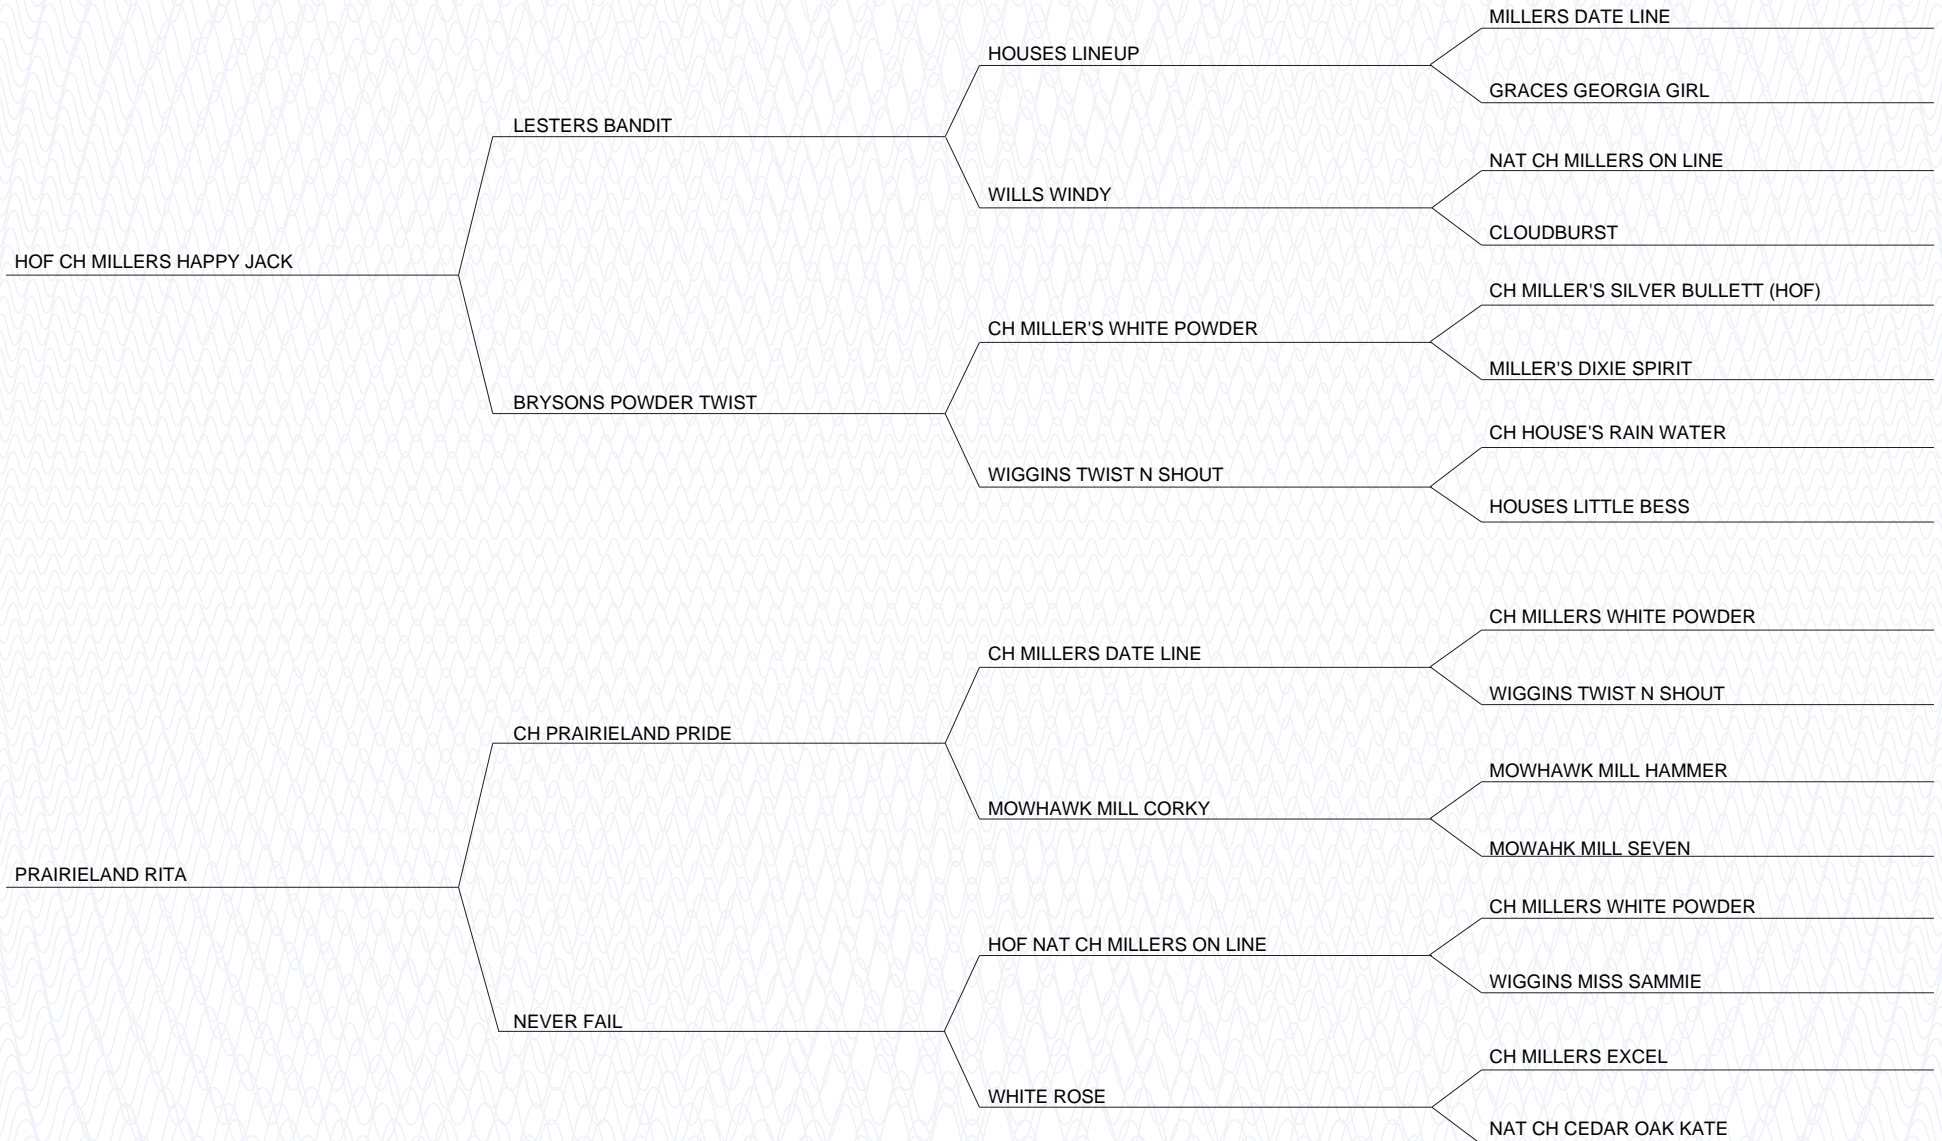 MILLERS DATE LINE
HOUSES LINEUP
GRACES GEORGIA GIRL
LESTERS BANDIT
NAT CH MILLERS ON LINE
WILLS WINDY
CLOUDBURST
HOF CH MILLERS HAPPY JACK
CH MILLER'S SILVER BULLETT (HOF)
CH MILLER'S WHITE POWDER
MILLER'S DIXIE SPIRIT
BRYSONS POWDER TWIST
CH HOUSE'S RAIN WATER
WIGGINS TWIST N SHOUT
HOUSES LITTLE BESS
CH MILLERS WHITE POWDER
CH MILLERS DATE LINE
WIGGINS TWIST N SHOUT
CH PRAIRIELAND PRIDE
MOWHAWK MILL HAMMER
MOWHAWK MILL CORKY
MOWAHK MILL SEVEN
PRAIRIELAND RITA
CH MILLERS WHITE POWDER
HOF NAT CH MILLERS ON LINE
WIGGINS MISS SAMMIE
NEVER FAIL
CH MILLERS EXCEL
WHITE ROSE
NAT CH CEDAR OAK KATE